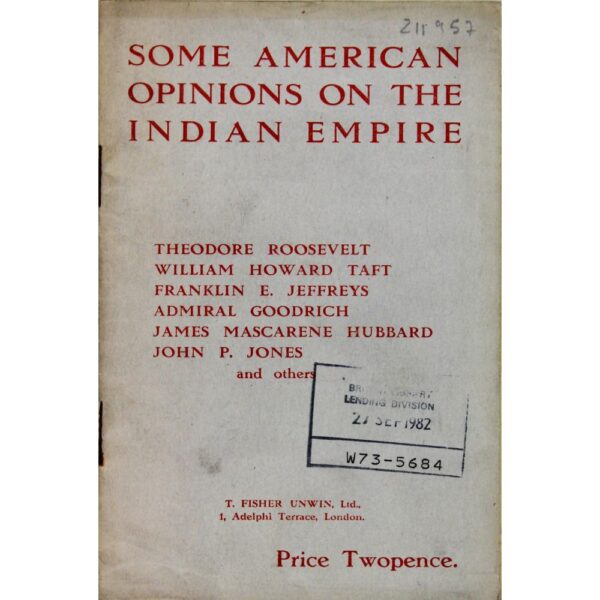 211957
SOME AMERICAN
OPINIONS ON THE
INDIAN EMPIRE
THEODORE ROOSEVELT
WILLIAM HOWARD TAFT
FRANKLIN E. JEFFREYS
ADMIRAL GOODRICH
JAMES MASCARENE HUBBARD
JOHN P. JONES
and others
LENDING DIVISION
27 SEP 1982
W73-5684
T. FISHER UNWIN, Ltd.,
1, Adelphi Terrace, London.
Price Twopence.